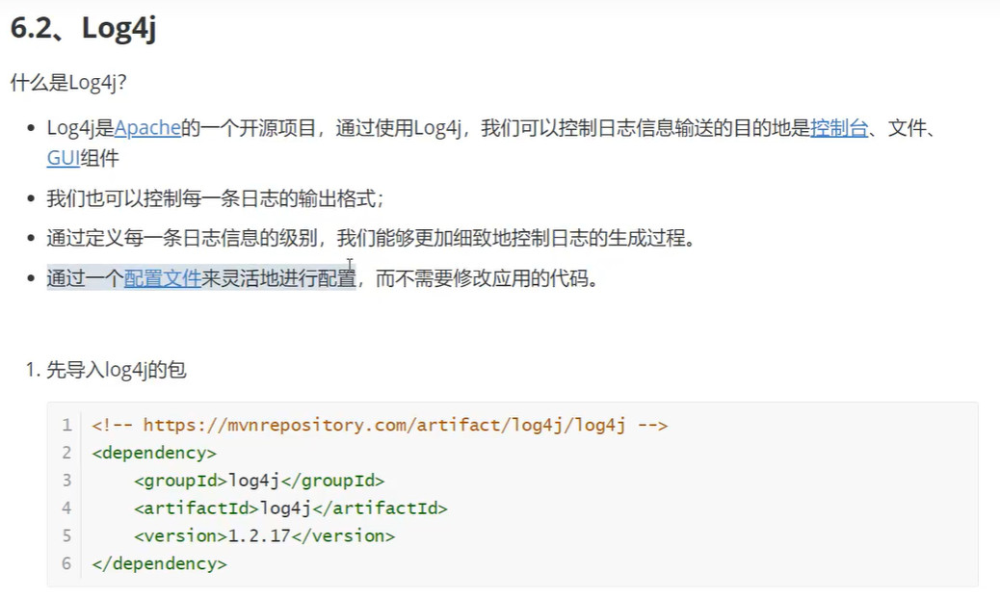 6.2、Log4j
什么是Log4j?
• Log4j是Apache的一个开源项目，通过使用Log4j，我们可以控制日志信息输送的目的地是控制台、文件、
GUI组件
• 我们也可以控制每一条日志的输出格式；
• 通过定义每一条日志信息的级别，我们能够更加细致地控制日志的生成过程。
• 通过一个配置文件来灵活地进行配置，而不需要修改应用的代码。
1. 先导入log4j的包
1 <!-- https://mvnrepository.com/artifact/log4j/log4j -->
2 <dependency>
3     <groupId>log4j</groupId>
4     <artifactId>log4j</artifactId>
5     <version>1.2.17</version>
6 </dependency>